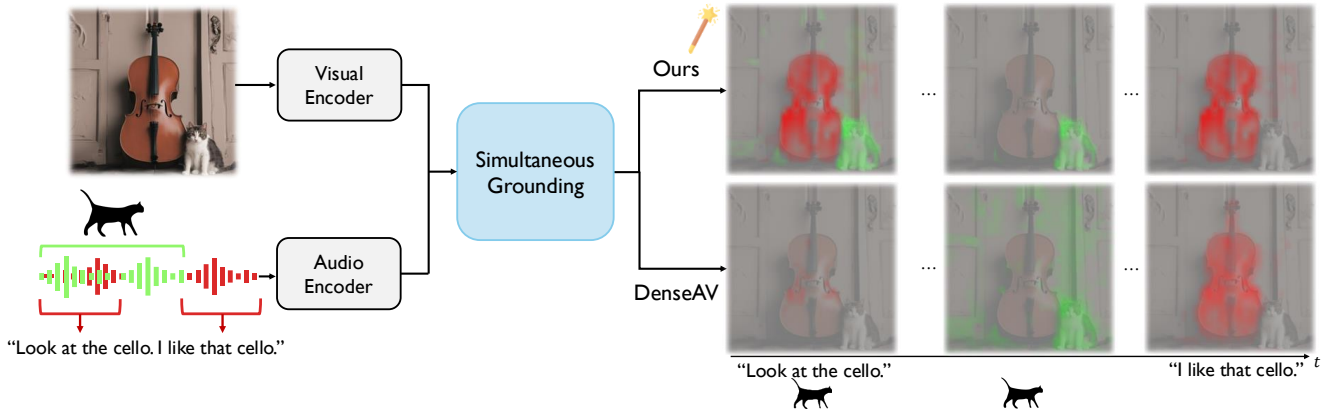 Visual
Encoder
Audio
Encoder
"Look at the cello. I like that cello."
Simultaneous
Grounding
Ours
DenseAV
...
...
...
...
t
"Look at the cello."
"I like that cello."